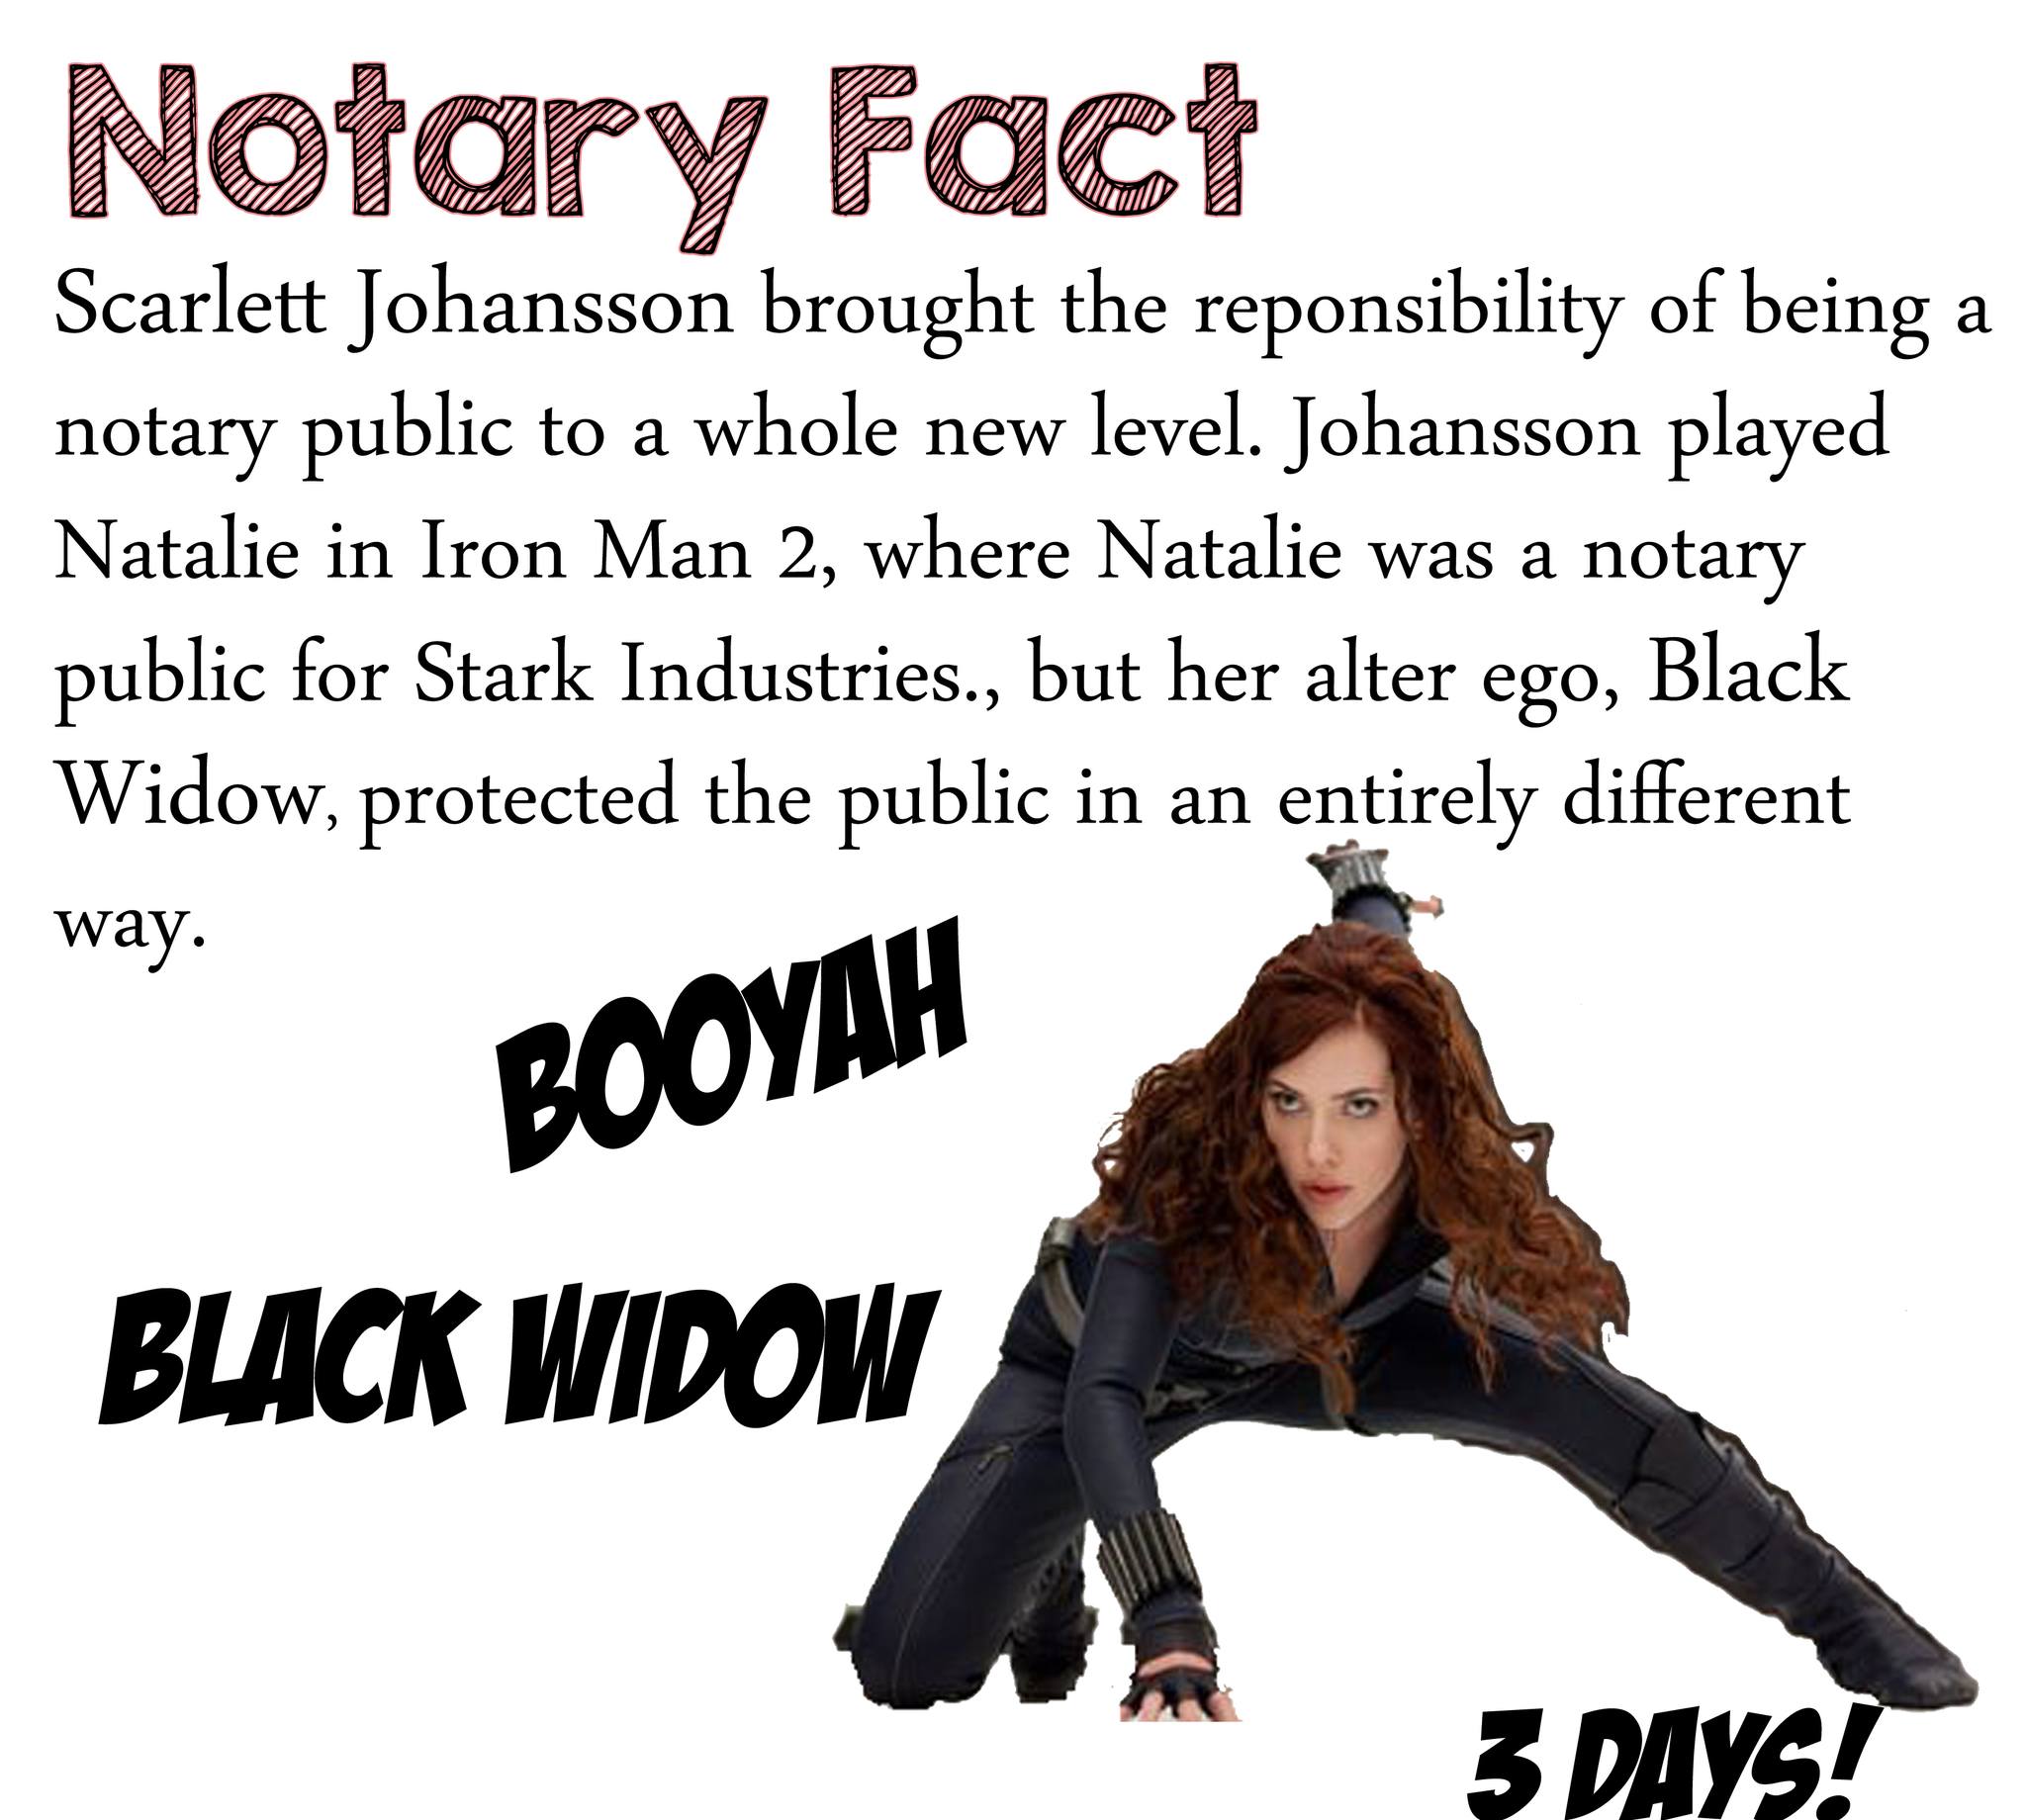 Notary Fact
Scarlett Johansson brought the reponsibility of being a
notary public to a whole new level. Johansson played
Natalie in Iron Man 2, where Natalie was a notary
public for Stark Industries., but her alter ego, Black
Widow, protected the public in an entirely different
way.
BOOYAH
BLACK WIDOW
3 DAYS!